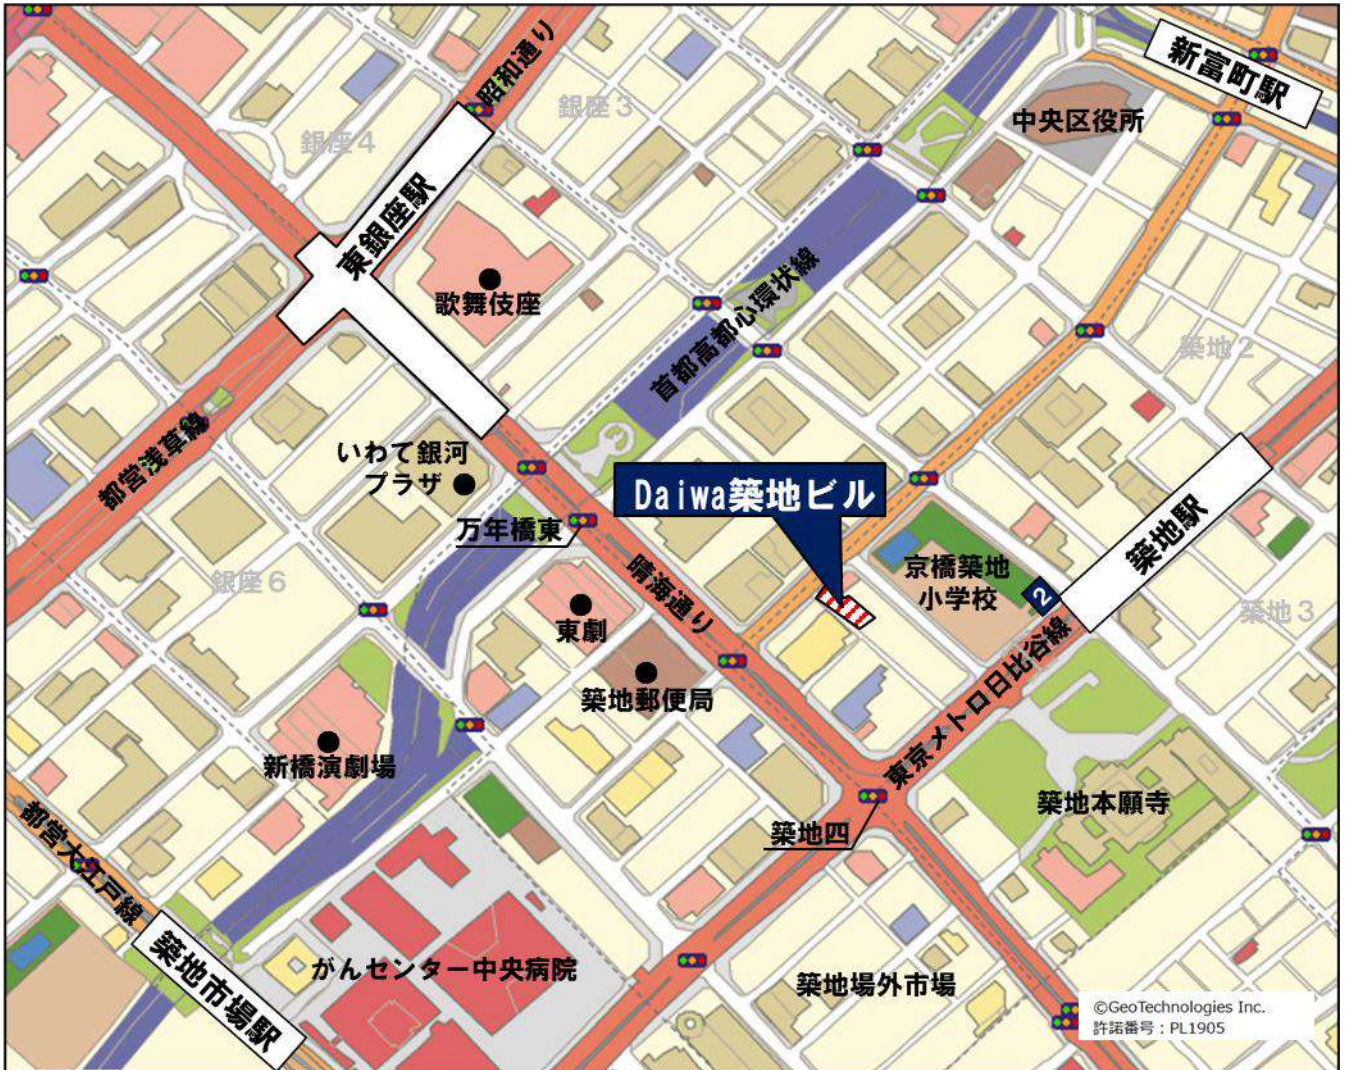 昭和通り
銀座3
新富町駅
中央区役所
銀座4
東銀座駅
歌舞伎座
首都高都心環状線
築地2
都営浅草線
いわて銀河
プラザ
Daiwa築地ビル
万年橋東
築地駅
晴海通り
京橋築地
小学校
2
銀座6
東劇
築地3
東京メトロ日比谷線
築地郵便局
新橋演劇場
築地本願寺
築地四
都営大江戸線
築地市場駅
がんセンター中央病院
築地場外市場
©GeoTechnologies Inc.
許諾番号：PL1905